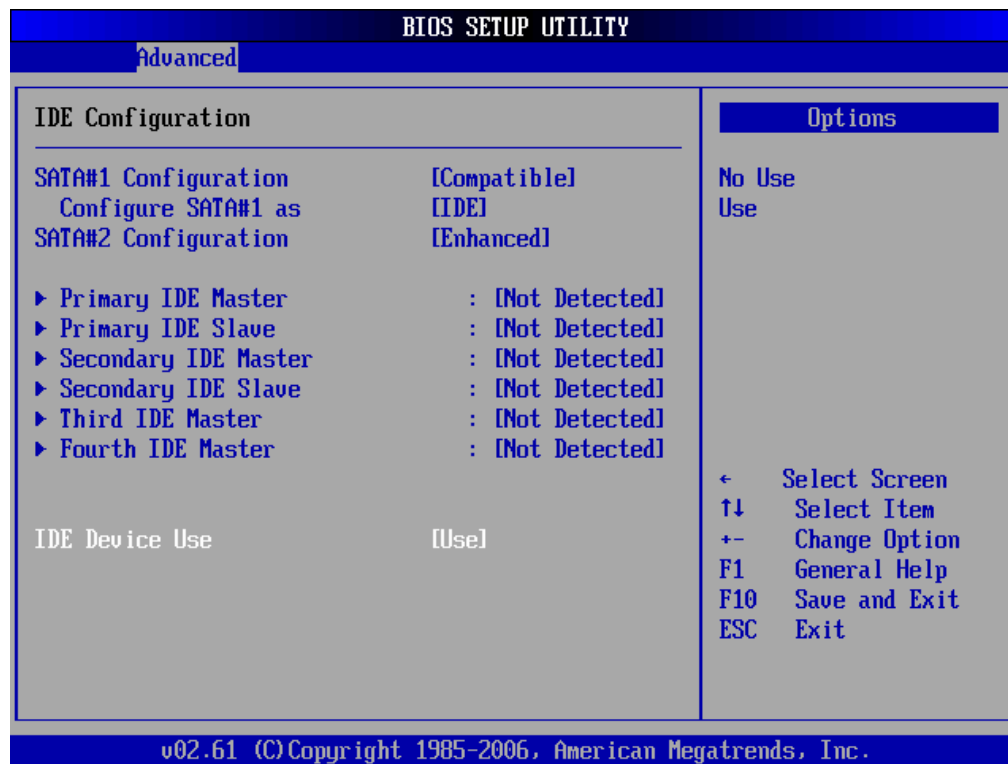 BIOS SETUP UTILITY
Advanced
IDE Configuration
SATA#1 Configuration [Compatible]
Configure SATA#1 as [IDE]
SATA#2 Configuration [Enhanced]
Primary IDE Master : [Not Detected]
Primary IDE Slave : [Not Detected]
Secondary IDE Master : [Not Detected]
Secondary IDE Slave : [Not Detected]
Third IDE Master : [Not Detected]
Fourth IDE Master : [Not Detected]
IDE Device Use [Use]
Options
No Use
Use
← Select Screen
↑↓ Select Item
+- Change Option
F1 General Help
F10 Save and Exit
ESC Exit
v02.61 (C)Copyright 1985-2006, American Megatrends, Inc.